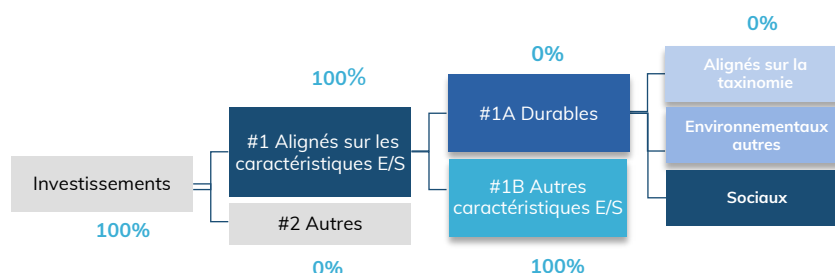 0%
0%
100%
Alignés sur la
taxinomie
#1A Durables
#1 Alignés sur les
caractéristiques E/S
Environnementaux
autres
Investissements
#1B Autres
caractéristiques E/S
Sociaux
#2 Autres
100%
0%
100%